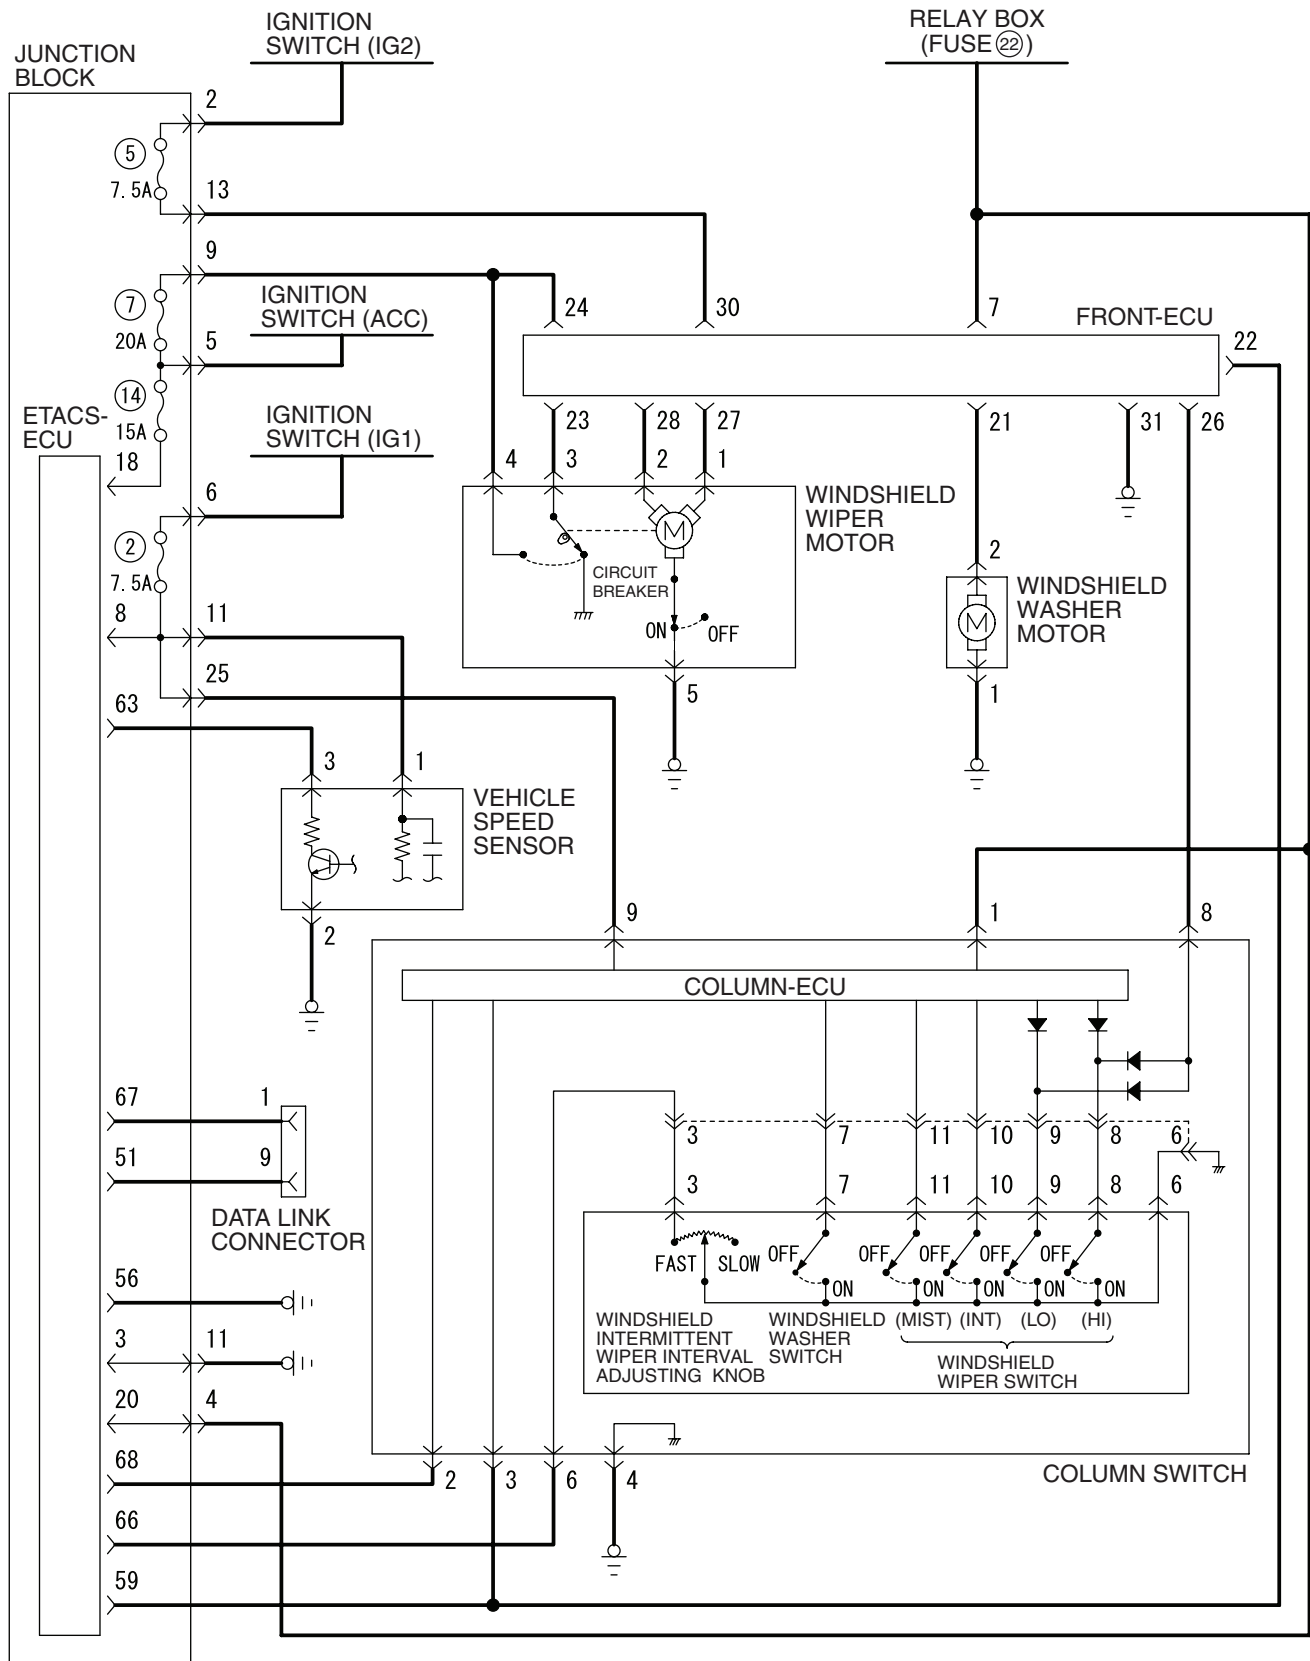 IGNITION
SWITCH (IG2)
RELAY BOX
(FUSE 22)
JUNCTION
BLOCK
2
5
7.5A
13
9
7
20A
IGNITION
SWITCH (ACC)
5
24
30
7
FRONT-ECU
22
14
15A
ETACS-
ECU
18
IGNITION
SWITCH (IG1)
23
28
27
21
31
26
6
2
7.5A
4
3
2
1
WINDSHIELD
WIPER
MOTOR
M
CIRCUIT
BREAKER
ON
OFF
5
2
M
WINDSHIELD
WASHER
MOTOR
1
8
11
25
63
3
1
VEHICLE
SPEED
SENSOR
2
9
1
8
COLUMN-ECU
67
1
51
9
DATA LINK
CONNECTOR
3
7
11
10
9
8
6
3
7
11
10
9
8
6
FAST
SLOW
OFF
ON
OFF
ON
OFF
ON
OFF
ON
OFF
ON
WINDSHIELD
INTERMITTENT
WIPER INTERVAL
ADJUSTING KNOB
WINDSHIELD
WASHER
SWITCH
(MIST)
(INT)
(LO)
(HI)
WINDSHIELD
WIPER SWITCH
56
3
11
20
4
68
2
3
6
4
COLUMN SWITCH
66
59